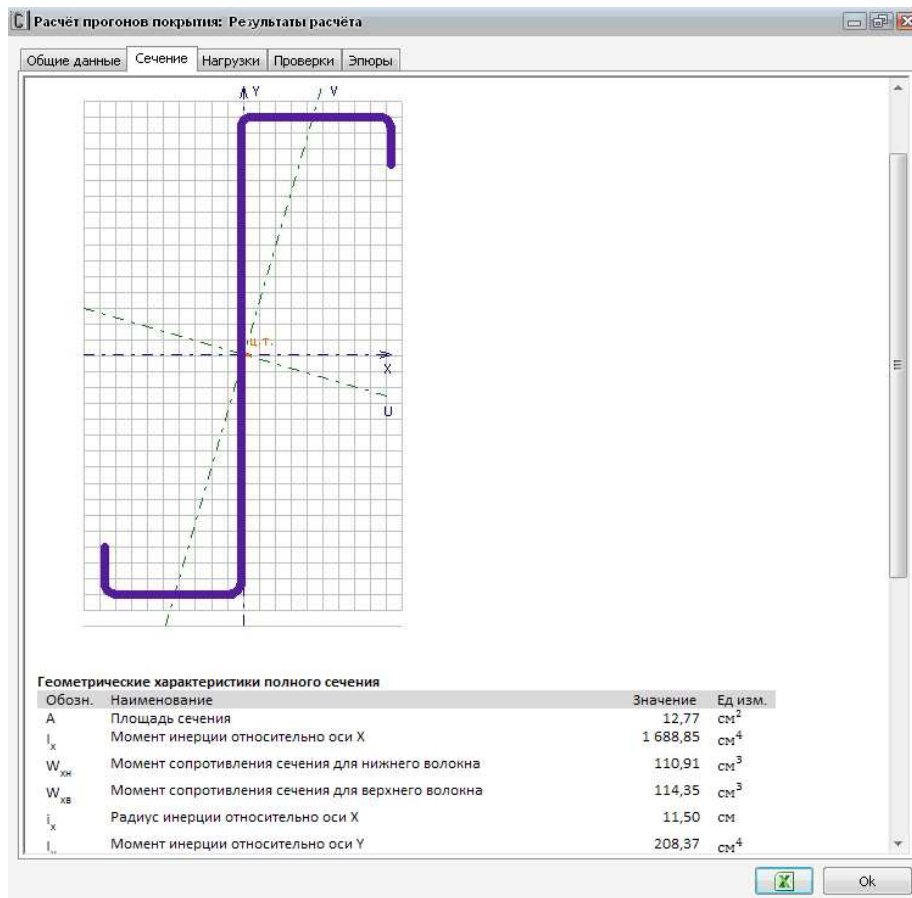 Расчёт прогонов покрытия: Результаты расчёта
Общие данные Сечение Нагрузки Проверки Эпюры
Y V
ц.т.
X
U
Геометрические характеристики полного сечения
Обозн. Наименование Значение Ед изм.
A Площадь сечения 12,77 см²
Iₓ Момент инерции относительно оси X 1 688,85 см⁴
Wхн Момент сопротивления сечения для нижнего волокна 110,91 см³
Wхв Момент сопротивления сечения для верхнего волокна 114,35 см³
iₓ Радиус инерции относительно оси X 11,50 см
Момент инерции относительно оси Y 208,37 см⁴
Ok